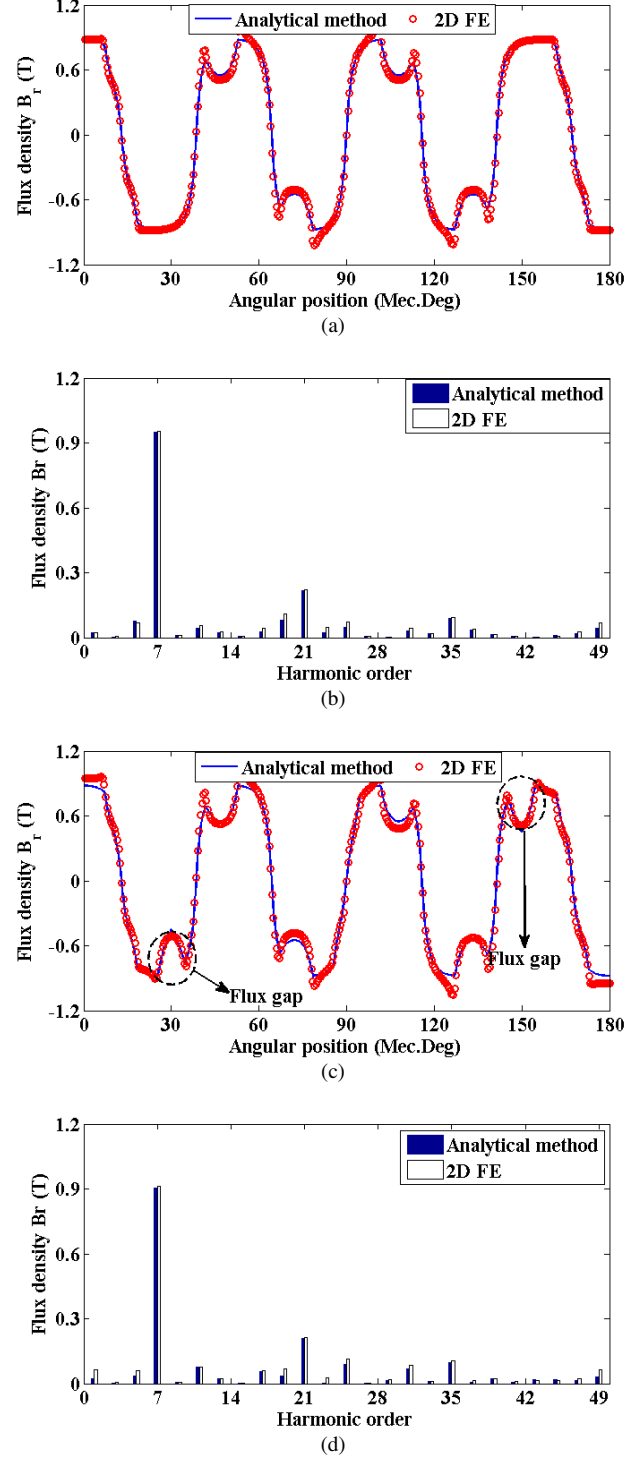 Analytical method 2D FE
Flux density B_r (T)
1.2
0.6
0
-0.6
-1.2
0 30 60 90 120 150 180
Angular position (Mec.Deg)
(a)
Analytical method
2D FE
Flux density Br (T)
1.2
0.9
0.6
0.3
0
0 7 14 21 28 35 42 49
Harmonic order
(b)
Analytical method 2D FE
Flux density B_r (T)
1.2
0.6
0
-0.6
-1.2
Flux gap
Flux gap
0 30 60 90 120 150 180
Angular position (Mec.Deg)
(c)
Analytical method
2D FE
Flux density Br (T)
1.2
0.9
0.6
0.3
0
0 7 14 21 28 35 42 49
Harmonic order
(d)